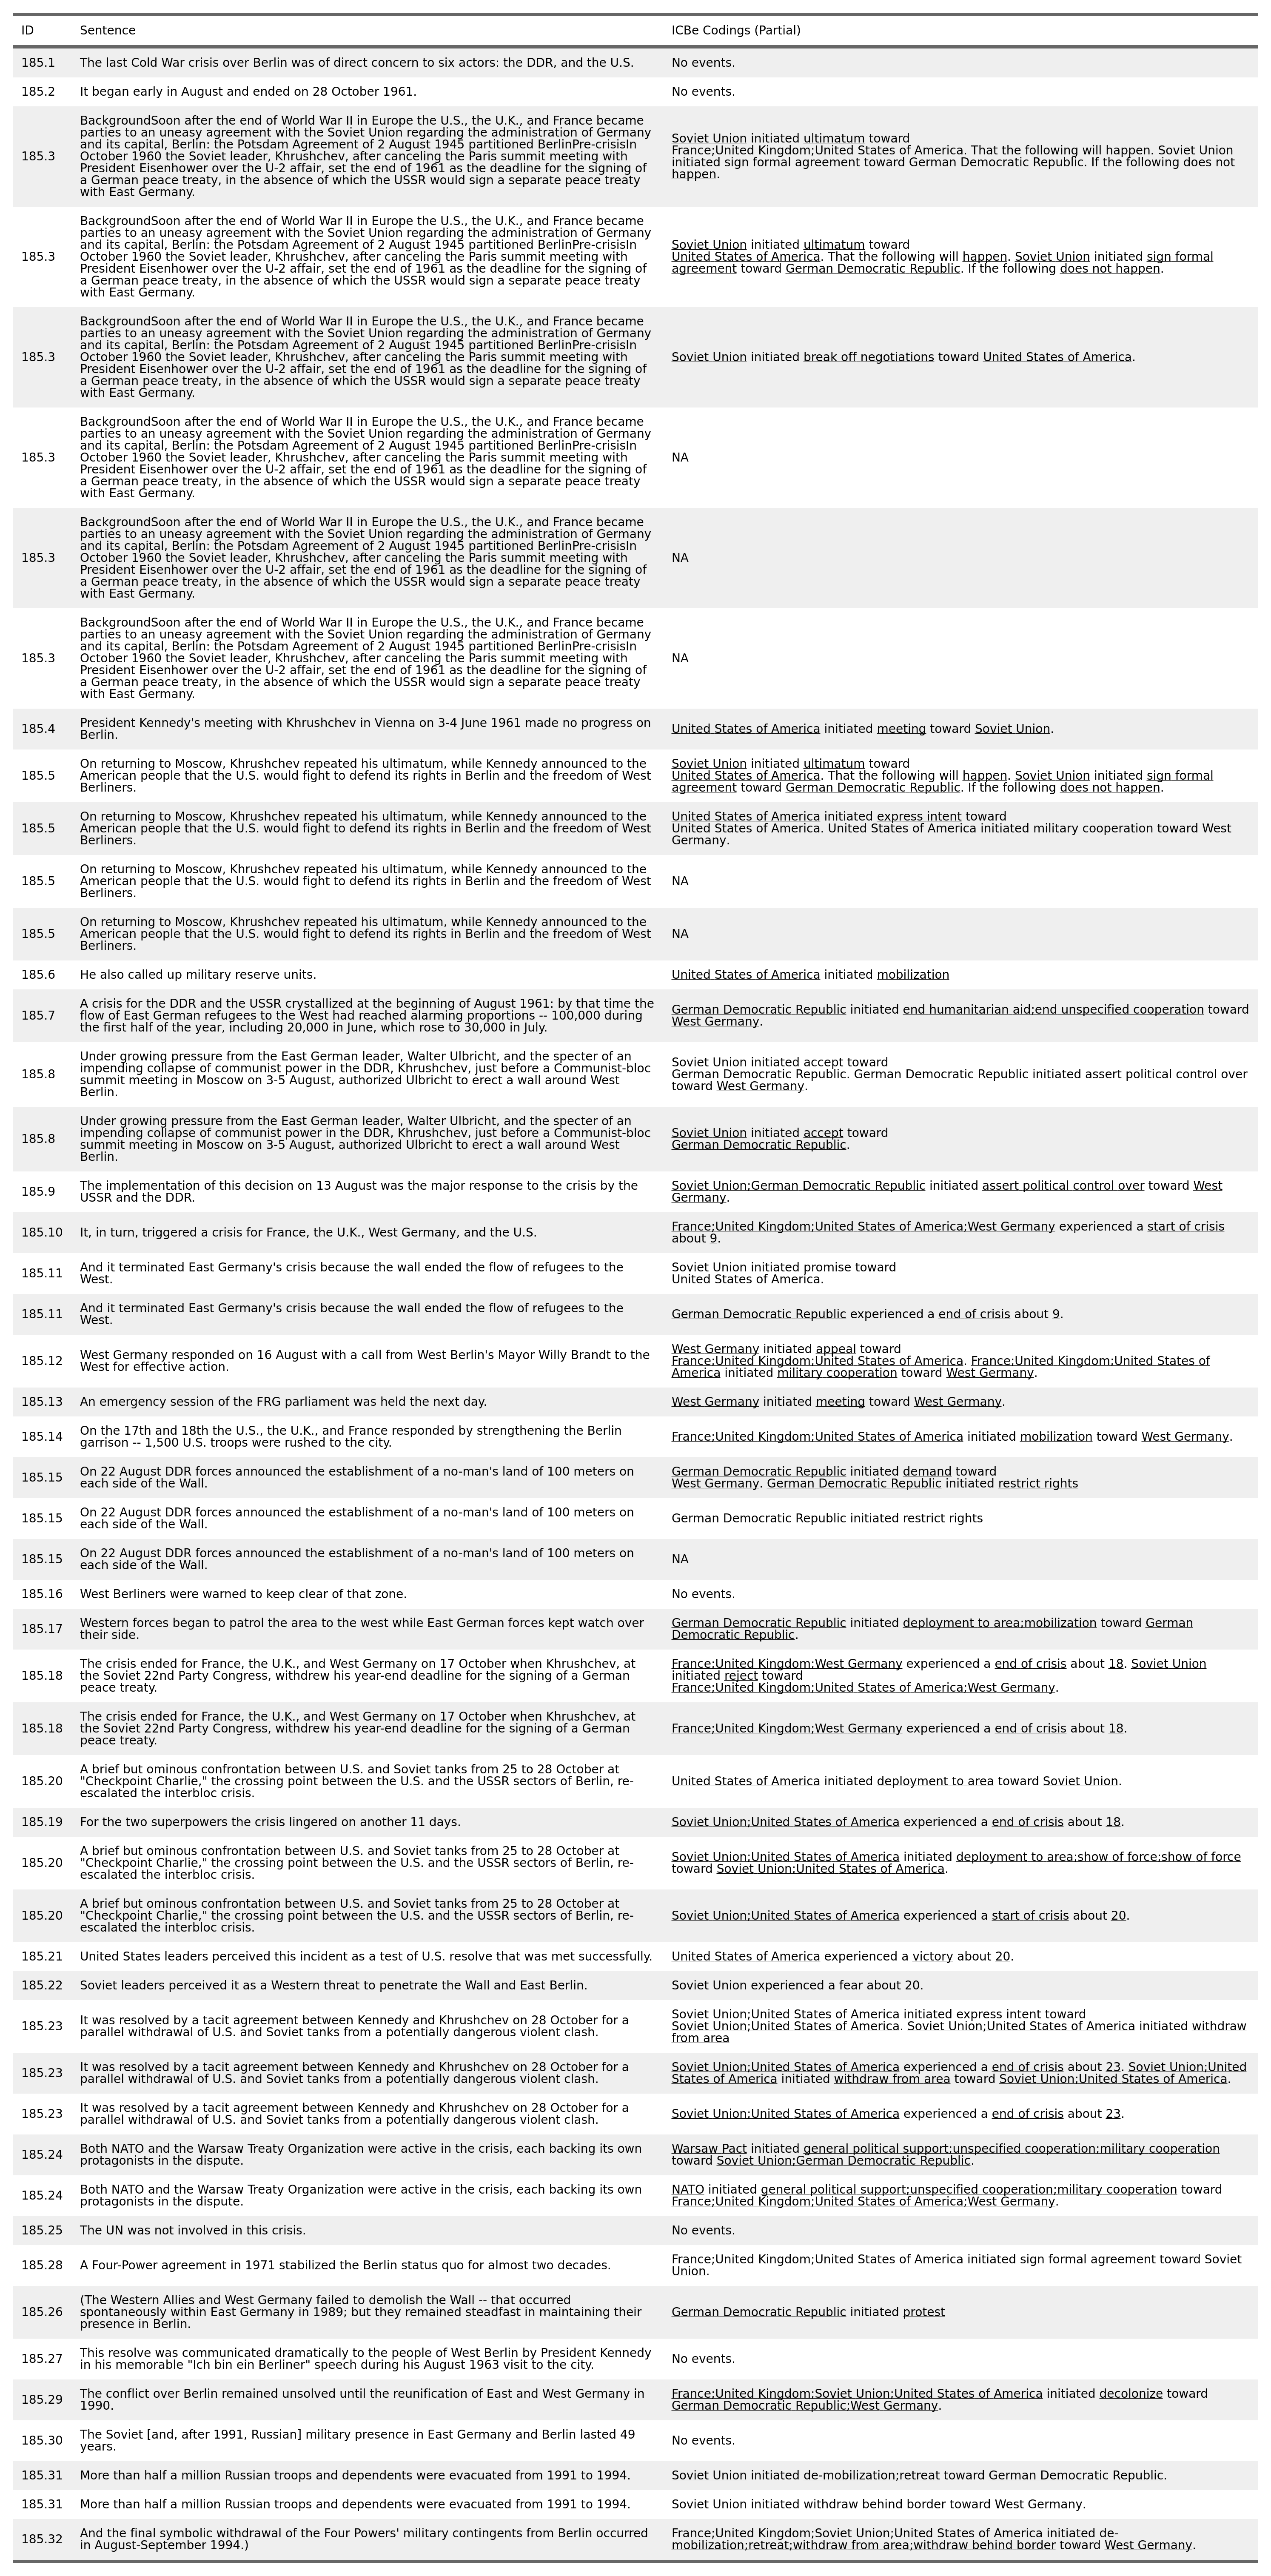 ID Sentence ICBe Codings (Partial)
185.1 The last Cold War crisis over Berlin was of direct concern to six actors: the DDR, and the U.S. No events.
185.2 It began early in August and ended on 28 October 1961. No events.
BackgroundSoon after the end of World War II in Europe the U.S., the U.K., and France became
parties to an uneasy agreement with the Soviet Union regarding the administration of Germany
and its capital, Berlin: the Potsdam Agreement of 2 August 1945 partitioned BerlinPre-crisisIn
185.3 October 1960 the Soviet leader, Khrushchev, after canceling the Paris summit meeting with
President Eisenhower over the U-2 affair, set the end of 1961 as the deadline for the signing of
a German peace treaty, in the absence of which the USSR would sign a separate peace treaty
with East Germany.
Soviet Union initiated ultimatum toward
France;United Kingdom;United States of America. That the following will happen. Soviet Union
initiated sign formal agreement toward German Democratic Republic. If the following does not
happen.
BackgroundSoon after the end of World War II in Europe the U.S., the U.K., and France became
parties to an uneasy agreement with the Soviet Union regarding the administration of Germany
and its capital, Berlin: the Potsdam Agreement of 2 August 1945 partitioned BerlinPre-crisisIn
185.3 October 1960 the Soviet leader, Khrushchev, after canceling the Paris summit meeting with
President Eisenhower over the U-2 affair, set the end of 1961 as the deadline for the signing of
a German peace treaty, in the absence of which the USSR would sign a separate peace treaty
with East Germany.
Soviet Union initiated ultimatum toward
United States of America. That the following will happen. Soviet Union initiated sign formal
agreement toward German Democratic Republic. If the following does not happen.
BackgroundSoon after the end of World War II in Europe the U.S., the U.K., and France became
parties to an uneasy agreement with the Soviet Union regarding the administration of Germany
and its capital, Berlin: the Potsdam Agreement of 2 August 1945 partitioned BerlinPre-crisisIn
185.3 October 1960 the Soviet leader, Khrushchev, after canceling the Paris summit meeting with
President Eisenhower over the U-2 affair, set the end of 1961 as the deadline for the signing of
a German peace treaty, in the absence of which the USSR would sign a separate peace treaty
with East Germany.
Soviet Union initiated break off negotiations toward United States of America.
BackgroundSoon after the end of World War II in Europe the U.S., the U.K., and France became
parties to an uneasy agreement with the Soviet Union regarding the administration of Germany
and its capital, Berlin: the Potsdam Agreement of 2 August 1945 partitioned BerlinPre-crisisIn
185.3 October 1960 the Soviet leader, Khrushchev, after canceling the Paris summit meeting with
President Eisenhower over the U-2 affair, set the end of 1961 as the deadline for the signing of
a German peace treaty, in the absence of which the USSR would sign a separate peace treaty
with East Germany.
NA
BackgroundSoon after the end of World War II in Europe the U.S., the U.K., and France became
parties to an uneasy agreement with the Soviet Union regarding the administration of Germany
and its capital, Berlin: the Potsdam Agreement of 2 August 1945 partitioned BerlinPre-crisisIn
185.3 October 1960 the Soviet leader, Khrushchev, after canceling the Paris summit meeting with
President Eisenhower over the U-2 affair, set the end of 1961 as the deadline for the signing of
a German peace treaty, in the absence of which the USSR would sign a separate peace treaty
with East Germany.
NA
BackgroundSoon after the end of World War II in Europe the U.S., the U.K., and France became
parties to an uneasy agreement with the Soviet Union regarding the administration of Germany
and its capital, Berlin: the Potsdam Agreement of 2 August 1945 partitioned BerlinPre-crisisIn
185.3 October 1960 the Soviet leader, Khrushchev, after canceling the Paris summit meeting with
President Eisenhower over the U-2 affair, set the end of 1961 as the deadline for the signing of
a German peace treaty, in the absence of which the USSR would sign a separate peace treaty
with East Germany.
NA
185.4 President Kennedy's meeting with Khrushchev in Vienna on 3-4 June 1961 made no progress on
Berlin.
United States of America initiated meeting toward Soviet Union.
185.5 On returning to Moscow, Khrushchev repeated his ultimatum, while Kennedy announced to the
American people that the U.S. would fight to defend its rights in Berlin and the freedom of West
Berliners.
Soviet Union initiated ultimatum toward
United States of America. That the following will happen. Soviet Union initiated sign formal
agreement toward German Democratic Republic. If the following does not happen.
185.5 On returning to Moscow, Khrushchev repeated his ultimatum, while Kennedy announced to the
American people that the U.S. would fight to defend its rights in Berlin and the freedom of West
Berliners.
United States of America initiated express intent toward
United States of America. United States of America initiated military cooperation toward West
Germany.
185.5 On returning to Moscow, Khrushchev repeated his ultimatum, while Kennedy announced to the
American people that the U.S. would fight to defend its rights in Berlin and the freedom of West
Berliners.
NA
185.5 On returning to Moscow, Khrushchev repeated his ultimatum, while Kennedy announced to the
American people that the U.S. would fight to defend its rights in Berlin and the freedom of West
Berliners.
NA
185.6 He also called up military reserve units. United States of America initiated mobilization
185.7 A crisis for the DDR and the USSR crystallized at the beginning of August 1961: by that time the
flow of East German refugees to the West had reached alarming proportions -- 100,000 during
the first half of the year, including 20,000 in June, which rose to 30,000 in July.
German Democratic Republic initiated end humanitarian aid;end unspecified cooperation toward
West Germany.
185.8 Under growing pressure from the East German leader, Walter Ulbricht, and the specter of an
impending collapse of communist power in the DDR, Khrushchev, just before a Communist-bloc
summit meeting in Moscow on 3-5 August, authorized Ulbricht to erect a wall around West
Berlin.
Soviet Union initiated accept toward
German Democratic Republic. German Democratic Republic initiated assert political control over
toward West Germany.
185.8 Under growing pressure from the East German leader, Walter Ulbricht, and the specter of an
impending collapse of communist power in the DDR, Khrushchev, just before a Communist-bloc
summit meeting in Moscow on 3-5 August, authorized Ulbricht to erect a wall around West
Berlin.
Soviet Union initiated accept toward
German Democratic Republic.
185.9 The implementation of this decision on 13 August was the major response to the crisis by the
USSR and the DDR.
Soviet Union;German Democratic Republic initiated assert political control over toward West
Germany.
185.10 It, in turn, triggered a crisis for France, the U.K., West Germany, and the U.S.
France;United Kingdom;United States of America;West Germany experienced a start of crisis
about 9.
185.11 And it terminated East Germany's crisis because the wall ended the flow of refugees to the
West.
Soviet Union initiated promise toward
United States of America.
185.11 And it terminated East Germany's crisis because the wall ended the flow of refugees to the
West.
German Democratic Republic experienced a end of crisis about 9.
185.12 West Germany responded on 16 August with a call from West Berlin's Mayor Willy Brandt to the
West for effective action.
West Germany initiated appeal toward
France;United Kingdom;United States of America. France;United Kingdom;United States of
America initiated military cooperation toward West Germany.
185.13 An emergency session of the FRG parliament was held the next day. West Germany initiated meeting toward West Germany.
185.14 On the 17th and 18th the U.S., the U.K., and France responded by strengthening the Berlin
garrison -- 1,500 U.S. troops were rushed to the city.
France;United Kingdom;United States of America initiated mobilization toward West Germany.
185.15 On 22 August DDR forces announced the establishment of a no-man's land of 100 meters on
each side of the Wall.
German Democratic Republic initiated demand toward
West Germany. German Democratic Republic initiated restrict rights
185.15 On 22 August DDR forces announced the establishment of a no-man's land of 100 meters on
each side of the Wall.
German Democratic Republic initiated restrict rights
185.15 On 22 August DDR forces announced the establishment of a no-man's land of 100 meters on
each side of the Wall.
NA
185.16 West Berliners were warned to keep clear of that zone. No events.
185.17 Western forces began to patrol the area to the west while East German forces kept watch over
their side.
German Democratic Republic initiated deployment to area;mobilization toward German
Democratic Republic.
185.18 The crisis ended for France, the U.K., and West Germany on 17 October when Khrushchev, at
the Soviet 22nd Party Congress, withdrew his year-end deadline for the signing of a German
peace treaty.
France;United Kingdom;West Germany experienced a end of crisis about 18. Soviet Union
initiated reject toward
France;United Kingdom;United States of America;West Germany.
185.18 The crisis ended for France, the U.K., and West Germany on 17 October when Khrushchev, at
the Soviet 22nd Party Congress, withdrew his year-end deadline for the signing of a German
peace treaty.
France;United Kingdom;West Germany experienced a end of crisis about 18.
185.20 A brief but ominous confrontation between U.S. and Soviet tanks from 25 to 28 October at
"Checkpoint Charlie," the crossing point between the U.S. and the USSR sectors of Berlin, re-
escalated the interbloc crisis.
United States of America initiated deployment to area toward Soviet Union.
185.19 For the two superpowers the crisis lingered on another 11 days. Soviet Union;United States of America experienced a end of crisis about 18.
185.20 A brief but ominous confrontation between U.S. and Soviet tanks from 25 to 28 October at
"Checkpoint Charlie," the crossing point between the U.S. and the USSR sectors of Berlin, re-
escalated the interbloc crisis.
Soviet Union;United States of America initiated deployment to area;show of force;show of force
toward Soviet Union;United States of America.
185.20 A brief but ominous confrontation between U.S. and Soviet tanks from 25 to 28 October at
"Checkpoint Charlie," the crossing point between the U.S. and the USSR sectors of Berlin, re-
escalated the interbloc crisis.
Soviet Union;United States of America experienced a start of crisis about 20.
185.21 United States leaders perceived this incident as a test of U.S. resolve that was met successfully. United States of America experienced a victory about 20.
185.22 Soviet leaders perceived it as a Western threat to penetrate the Wall and East Berlin. Soviet Union experienced a fear about 20.
185.23 It was resolved by a tacit agreement between Kennedy and Khrushchev on 28 October for a
parallel withdrawal of U.S. and Soviet tanks from a potentially dangerous violent clash.
Soviet Union;United States of America initiated express intent toward
Soviet Union;United States of America. Soviet Union;United States of America initiated withdraw
from area
185.23 It was resolved by a tacit agreement between Kennedy and Khrushchev on 28 October for a
parallel withdrawal of U.S. and Soviet tanks from a potentially dangerous violent clash.
Soviet Union;United States of America experienced a end of crisis about 23. Soviet Union;United
States of America initiated withdraw from area toward Soviet Union;United States of America.
185.23 It was resolved by a tacit agreement between Kennedy and Khrushchev on 28 October for a
parallel withdrawal of U.S. and Soviet tanks from a potentially dangerous violent clash.
Soviet Union;United States of America experienced a end of crisis about 23.
185.24 Both NATO and the Warsaw Treaty Organization were active in the crisis, each backing its own
protagonists in the dispute.
Warsaw Pact initiated general political support;unspecified cooperation;military cooperation
toward Soviet Union;German Democratic Republic.
185.24 Both NATO and the Warsaw Treaty Organization were active in the crisis, each backing its own
protagonists in the dispute.
NATO initiated general political support;unspecified cooperation;military cooperation toward
France;United Kingdom;United States of America;West Germany.
185.25 The UN was not involved in this crisis. No events.
185.28 A Four-Power agreement in 1971 stabilized the Berlin status quo for almost two decades.
France;United Kingdom;United States of America initiated sign formal agreement toward Soviet
Union.
185.26 (The Western Allies and West Germany failed to demolish the Wall -- that occurred
spontaneously within East Germany in 1989; but they remained steadfast in maintaining their
presence in Berlin.
German Democratic Republic initiated protest
185.27 This resolve was communicated dramatically to the people of West Berlin by President Kennedy
in his memorable "Ich bin ein Berliner" speech during his August 1963 visit to the city.
No events.
185.29 The conflict over Berlin remained unsolved until the reunification of East and West Germany in
1990.
France;United Kingdom;Soviet Union;United States of America initiated decolonize toward
German Democratic Republic;West Germany.
185.30 The Soviet [and, after 1991, Russian] military presence in East Germany and Berlin lasted 49
years.
No events.
185.31 More than half a million Russian troops and dependents were evacuated from 1991 to 1994. Soviet Union initiated de-mobilization;retreat toward German Democratic Republic.
185.31 More than half a million Russian troops and dependents were evacuated from 1991 to 1994. Soviet Union initiated withdraw behind border toward West Germany.
185.32 And the final symbolic withdrawal of the Four Powers' military contingents from Berlin occurred
in August-September 1994.)
France;United Kingdom;Soviet Union;United States of America initiated de-
mobilization;retreat;withdraw from area;withdraw behind border toward West Germany.